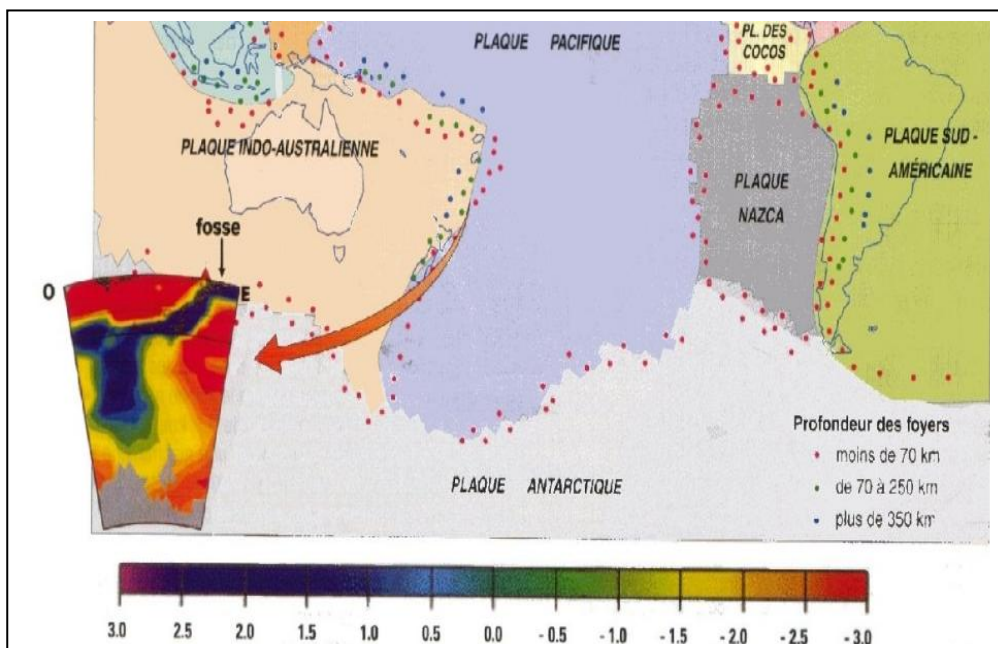 PLAQUE PACIFIQUE
PL. DES
COCOS
PLAQUE INDO-AUSTRALIENNE
PLAQUE SUD-
AMÉRICAINE
PLAQUE
NAZCA
fosse
O
E
Profondeur des foyers
moins de 70 km
de 70 à 250 km
plus de 350 km
PLAQUE ANTARCTIQUE
3.0 2.5 2.0 1.5 1.0 0.5 0.0 - 0.5 - 1.0 - 1.5 - 2.0 - 2.5 - 3.0